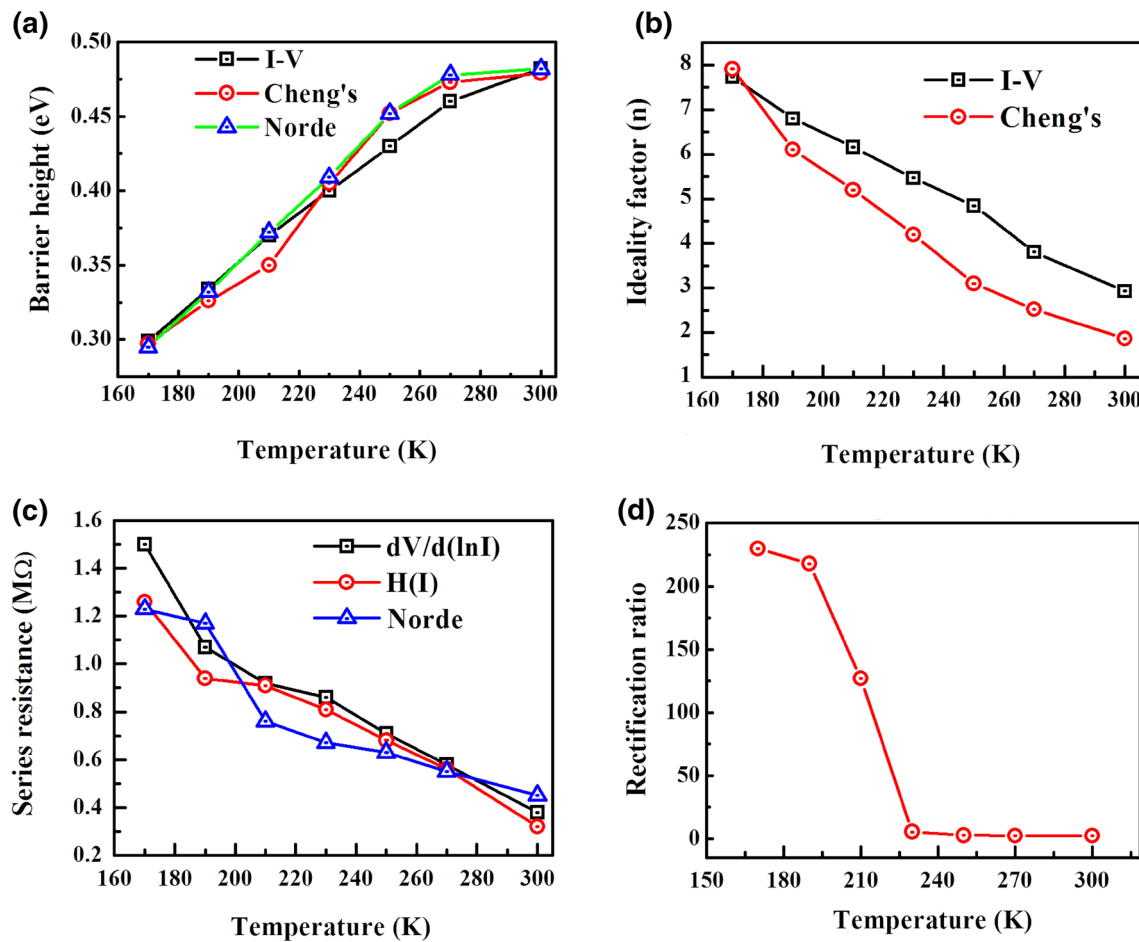 (a)
Barrier height (eV)
0.50
0.45
0.40
0.35
0.30
I-V
Cheng's
Norde
160 180 200 220 240 260 280 300
Temperature (K)
(b)
Ideality factor (n)
8
7
6
5
4
3
2
1
I-V
Cheng's
160 180 200 220 240 260 280 300
Temperature (K)
(c)
Series resistance (MΩ)
1.6
1.4
1.2
1.0
0.8
0.6
0.4
0.2
dV/d(lnI)
H(I)
Norde
160 180 200 220 240 260 280 300
Temperature (K)
(d)
Rectification ratio
250
200
150
100
50
0
150 180 210 240 270 300
Temperature (K)